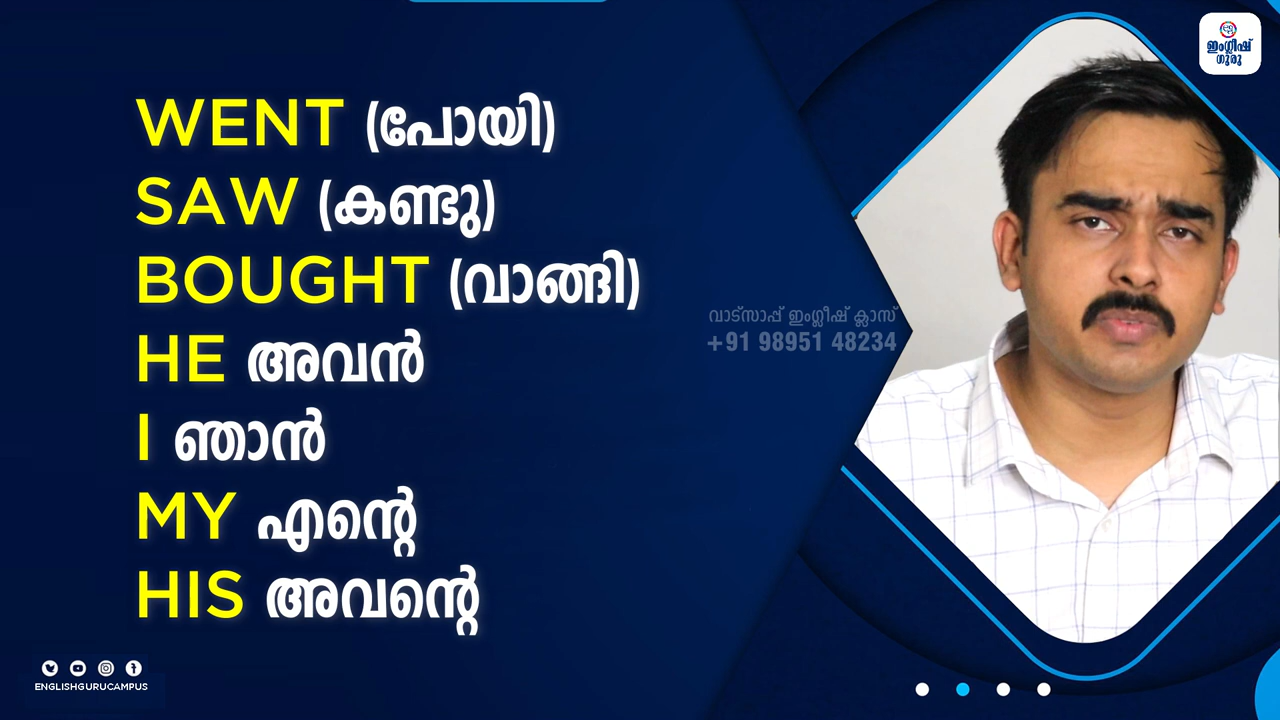 WENT (പോയി)
SAW (കണ്ടു)
BOUGHT (വാങ്ങി)
HE അവൻ
I ഞാൻ
MY എന്റെ
HIS അവന്റെ
വാട്സാപ്പ് ഇംഗ്ലീഷ് ക്ലാസ്
+91 98951 48234
ഇംഗ്ലീഷ്
ഗുരു
ENGLISHGURUCAMPUS